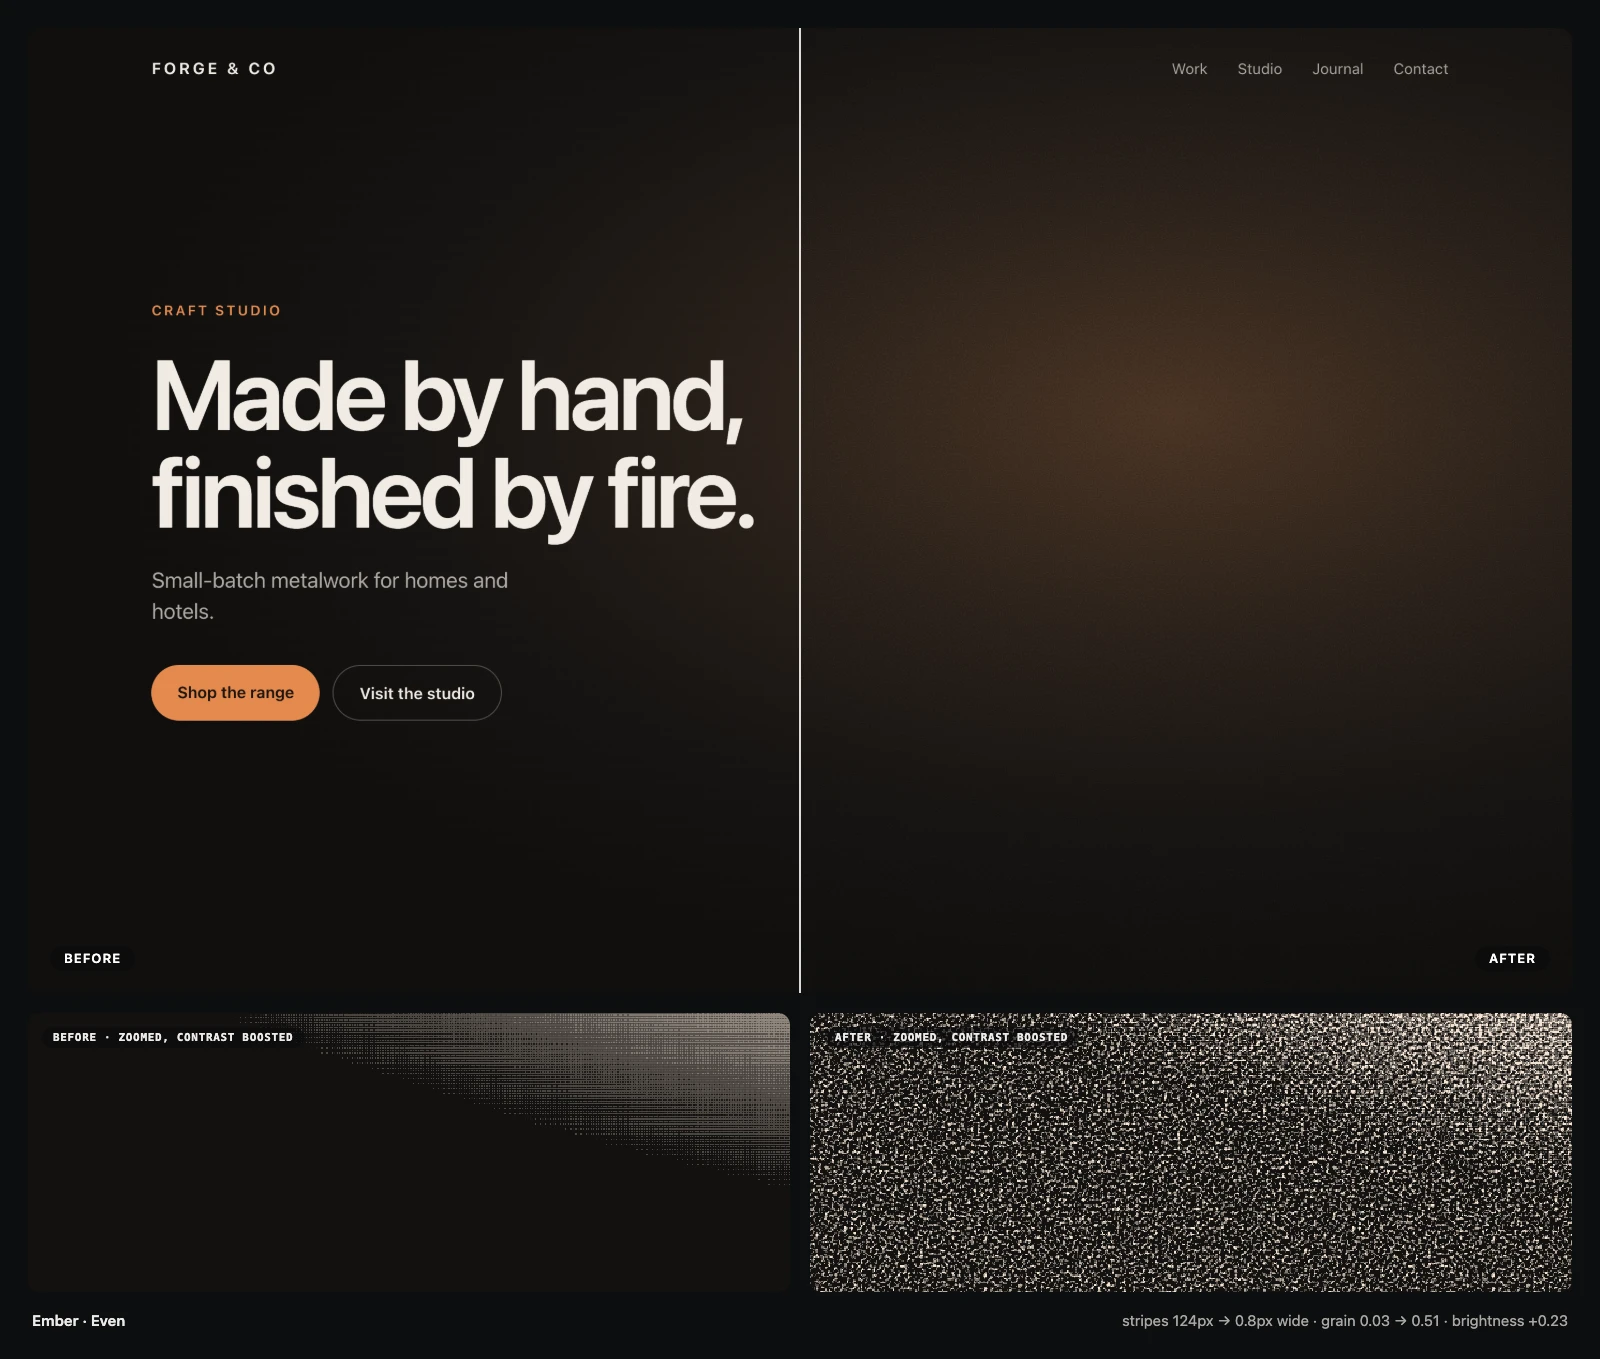 FORGE & CO
Work Studio Journal Contact
CRAFT STUDIO
Made by hand,
finished by fire.
Small-batch metalwork for homes and
hotels.
Shop the range
Visit the studio
BEFORE
AFTER
BEFORE · ZOOMED, CONTRAST BOOSTED
AFTER · ZOOMED, CONTRAST BOOSTED
Ember · Even
stripes 124px → 0.8px wide · grain 0.03 → 0.51 · brightness +0.23